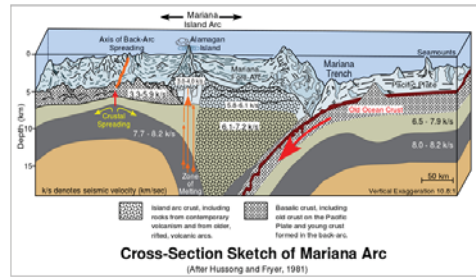 Mariana
Island Arc
Axis of Back-Arc
Spreading
Alamagan
Island
Mariana
Trench
Seamounts
Pacific Plate
Mariana
Fore Arc
0
5
10
15
Depth (km)
Crustal
Spreading
5.8-6.1 k/s
6.1-7.2 k/s
Old Ocean Crust
6.5 - 7.9 k/s
7.7 - 8.2 k/s
8.0 - 8.2 k/s
Zone
of
Melting
50 km
k/s denotes seismic velocity (km/sec)
Vertical Exaggeration 10.8:1
Island arc crust, including
rocks from contemporary
volcanism and from older,
rifted, volcanic arcs.
Basalic crust, including
old crust on the Pacific
Plate and young crust
formed in the back-arc.
Cross-Section Sketch of Mariana Arc
(After Hussong and Fryer, 1981)